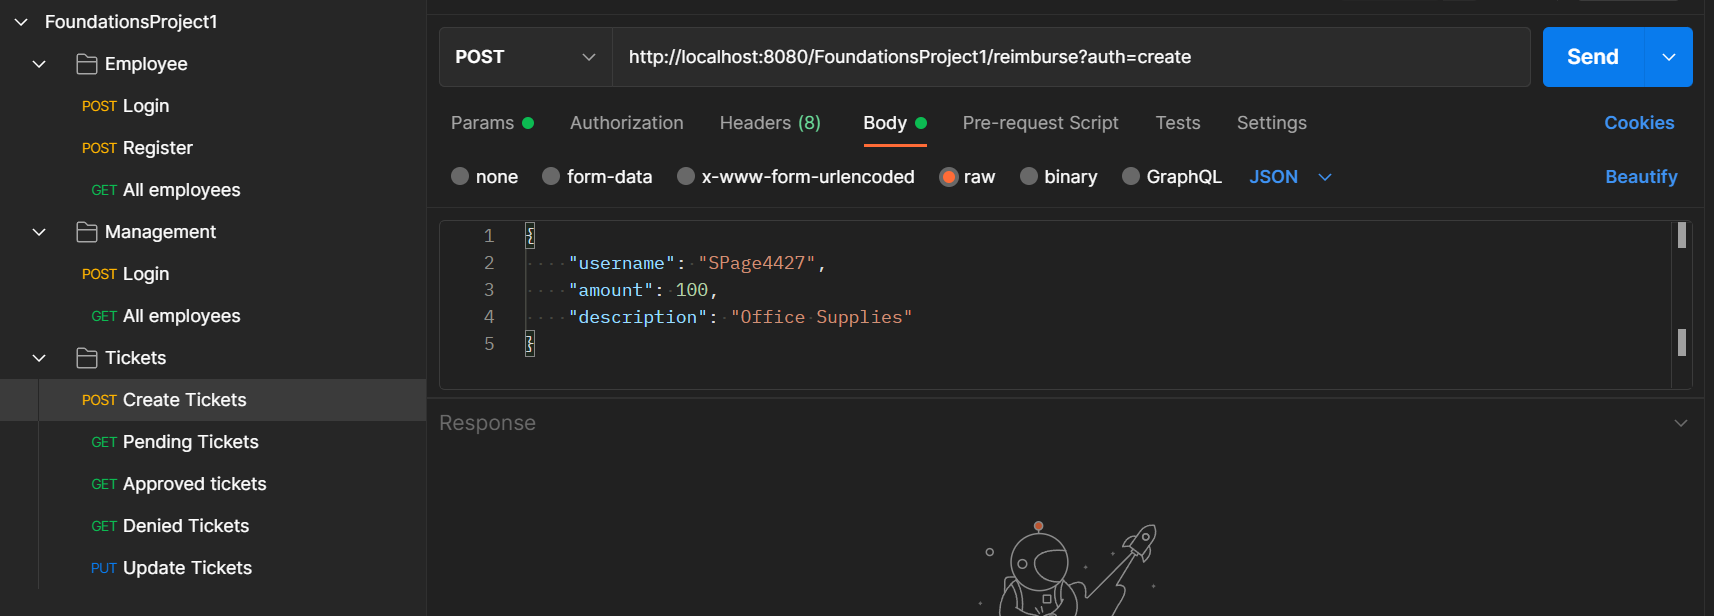 FoundationsProject1
Employee
POST Login
POST Register
GET All employees
Management
POST Login
GET All employees
Tickets
POST Create Tickets
GET Pending Tickets
GET Approved tickets
GET Denied Tickets
PUT Update Tickets
POST http://localhost:8080/FoundationsProject1/reimburse?auth=create Send
Params Authorization Headers (8) Body Pre-request Script Tests Settings Cookies
none form-data x-www-form-urlencoded raw binary GraphQL JSON Beautify
1 {
2 "username": "SPage4427",
3 "amount": 100,
4 "description": "Office Supplies"
5 }
Response